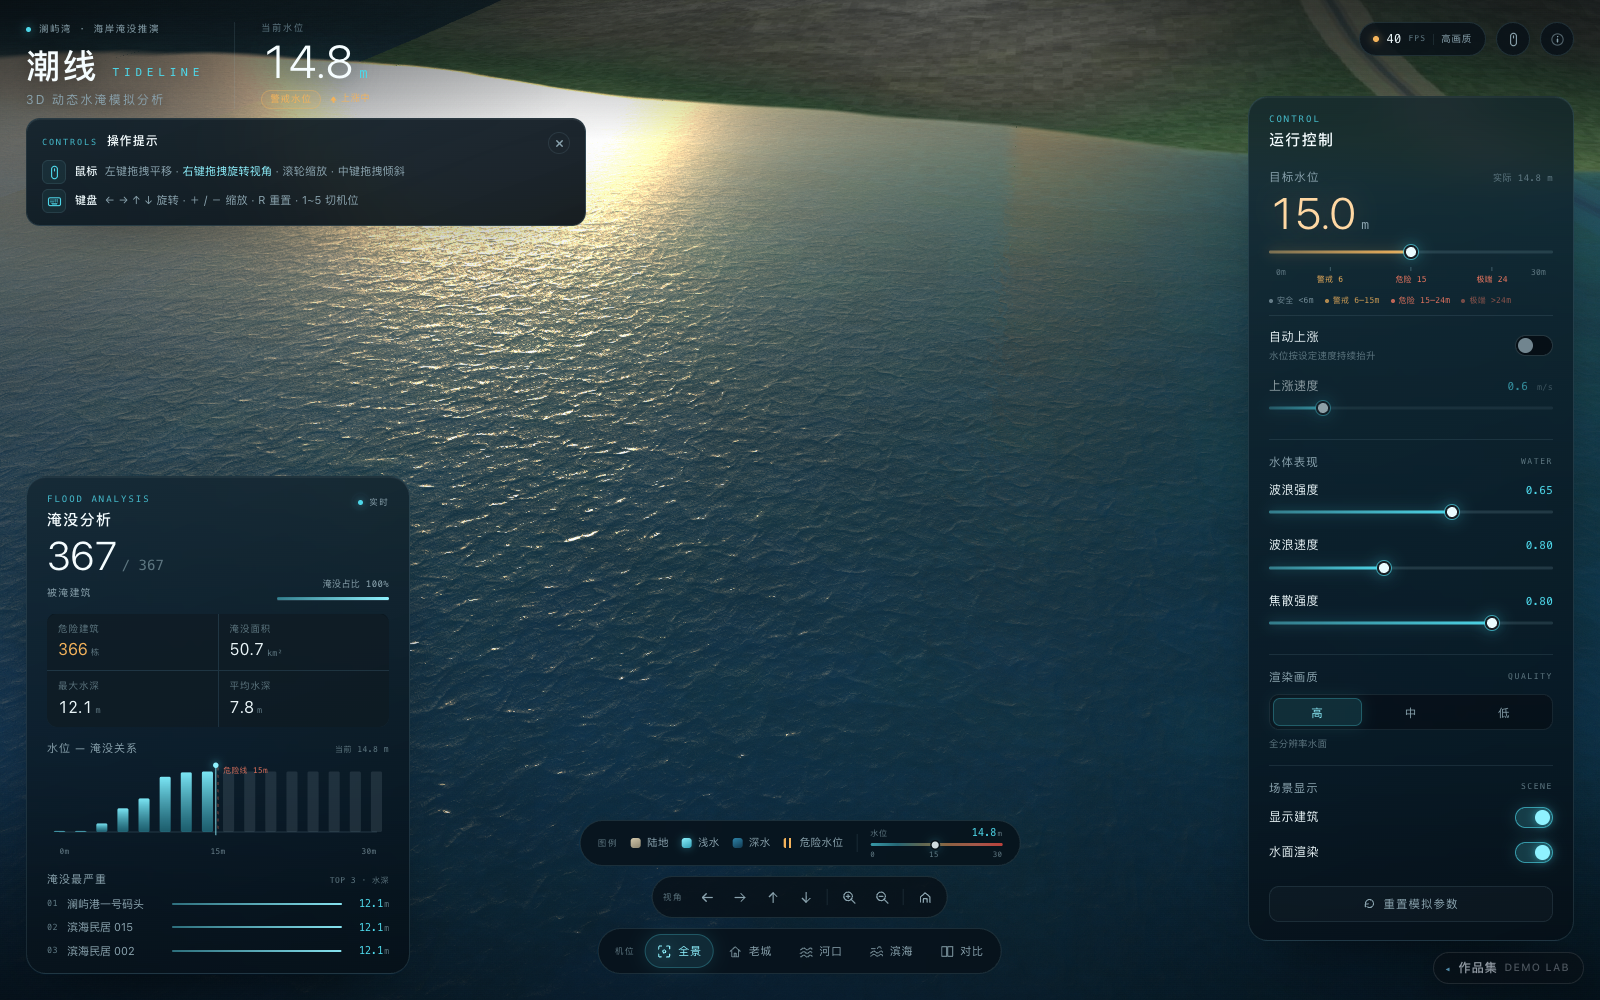 澜屿湾 · 海岸淹没推演
潮线 TIDELINE
3D 动态水淹模拟分析
当前水位
14.8 m
警戒水位
40 FPS 高画质
CONTROLS 操作提示
鼠标 左键拖拽平移 · 右键拖拽旋转视角 · 滚轮缩放 · 中键拖拽倾斜
键盘 ← → ↑ ↓ 旋转 · + / − 缩放 · R 重置 · 1~5 切机位
CONTROL
运行控制
目标水位 实际 14.8 m
15.0 m
0m 警戒 6 危险 15 极端 24 30m
安全 <6m 警戒 6–15m 危险 15–24m 极端 >24m
自动上涨
水位按设定速度持续抬升
上涨速度 0.6 m/s
水体表现 WATER
波浪强度 0.65
波浪速度 0.80
焦散强度 0.80
渲染画质 QUALITY
高 中 低
全分辨率水面
场景显示 SCENE
显示建筑
水面渲染
重置模拟参数
FLOOD ANALYSIS 实时
淹没分析
367 / 367
被淹建筑 淹没占比 100%
危险建筑 淹没面积
366 栋 50.7 km²
最大水深 平均水深
12.1 m 7.8 m
水位 — 淹没关系 当前 14.8 m
危险线 15m
0m 15m 30m
淹没最严重 TOP 3 · 水深
01 澜屿港一号码头 12.1m
02 滨海民居 015 12.1m
03 滨海民居 002 12.1m
图例 陆地 浅水 深水 危险水位 水位 14.8m
0 15 30
视角 ← → ↑ ↓
机位 全景 老城 河口 滨海 对比
作品集 DEMO LAB